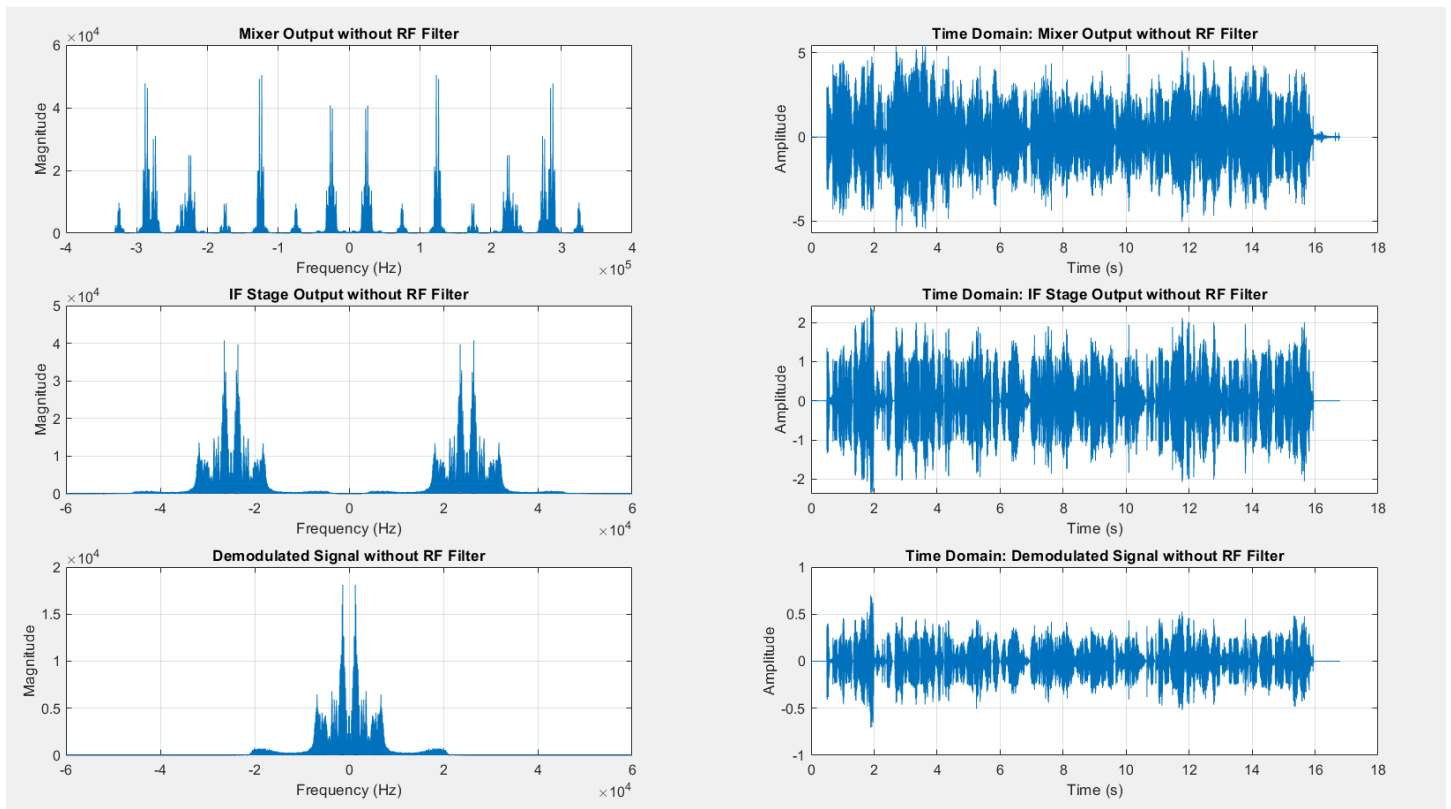 Mixer Output without RF Filter
×10^4
6
4
2
0
Magnitude
-4 -3 -2 -1 0 1 2 3 4
Frequency (Hz)
×10^5
Time Domain: Mixer Output without RF Filter
5
0
-5
Amplitude
0 2 4 6 8 10 12 14 16 18
Time (s)
IF Stage Output without RF Filter
×10^4
5
4
3
2
1
0
Magnitude
-6 -4 -2 0 2 4 6
Frequency (Hz)
×10^4
Time Domain: IF Stage Output without RF Filter
2
1
0
-1
-2
Amplitude
0 2 4 6 8 10 12 14 16 18
Time (s)
Demodulated Signal without RF Filter
×10^4
2
1.5
1
0.5
0
Magnitude
-6 -4 -2 0 2 4 6
Frequency (Hz)
×10^4
Time Domain: Demodulated Signal without RF Filter
1
0.5
0
-0.5
-1
Amplitude
0 2 4 6 8 10 12 14 16 18
Time (s)